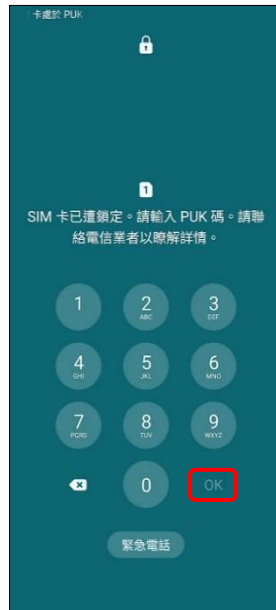 卡處於 PUK
1
SIM 卡已遭鎖定。請輸入 PUK 碼。請聯
絡電信業者以瞭解詳情。
1
2
ABC
3
DEF
4
GHI
5
JKL
6
MNO
7
PQRS
8
TUV
9
WXYZ
0
OK
緊急電話